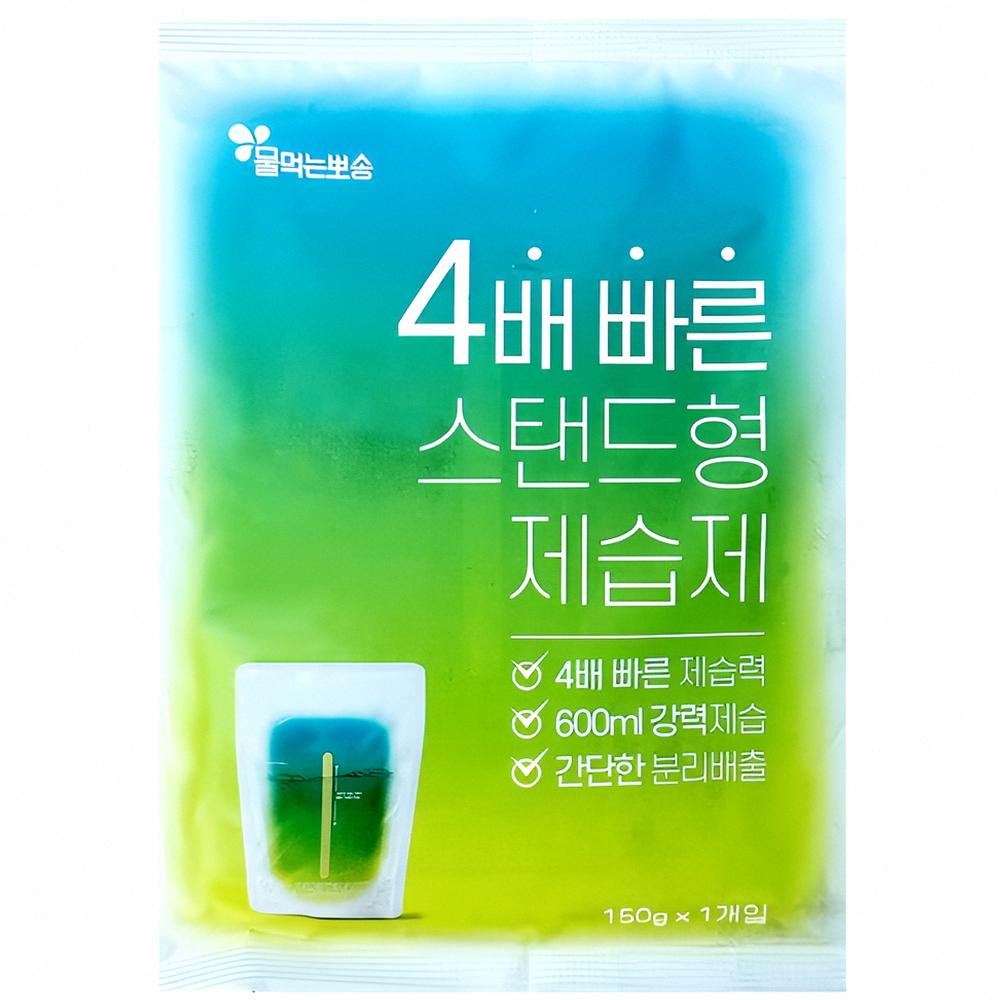 물먹는뽀송
4배 빠른
스탠드형
제습제
4배 빠른 제습력
600ml 강력제습
간단한 분리배출
150g x 1개입